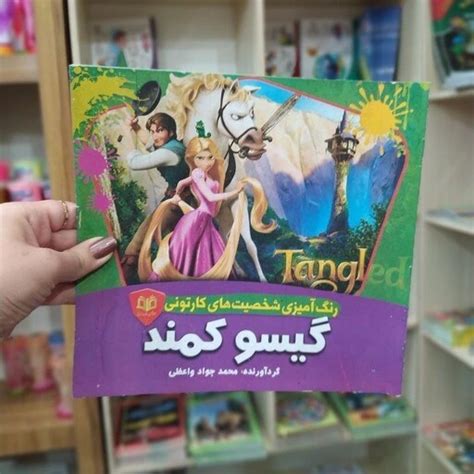 Tangled
رنگ‌آمیزی شخصیت‌های کارتونی
گیسو کمند
گردآورنده: محمد جواد واعظی